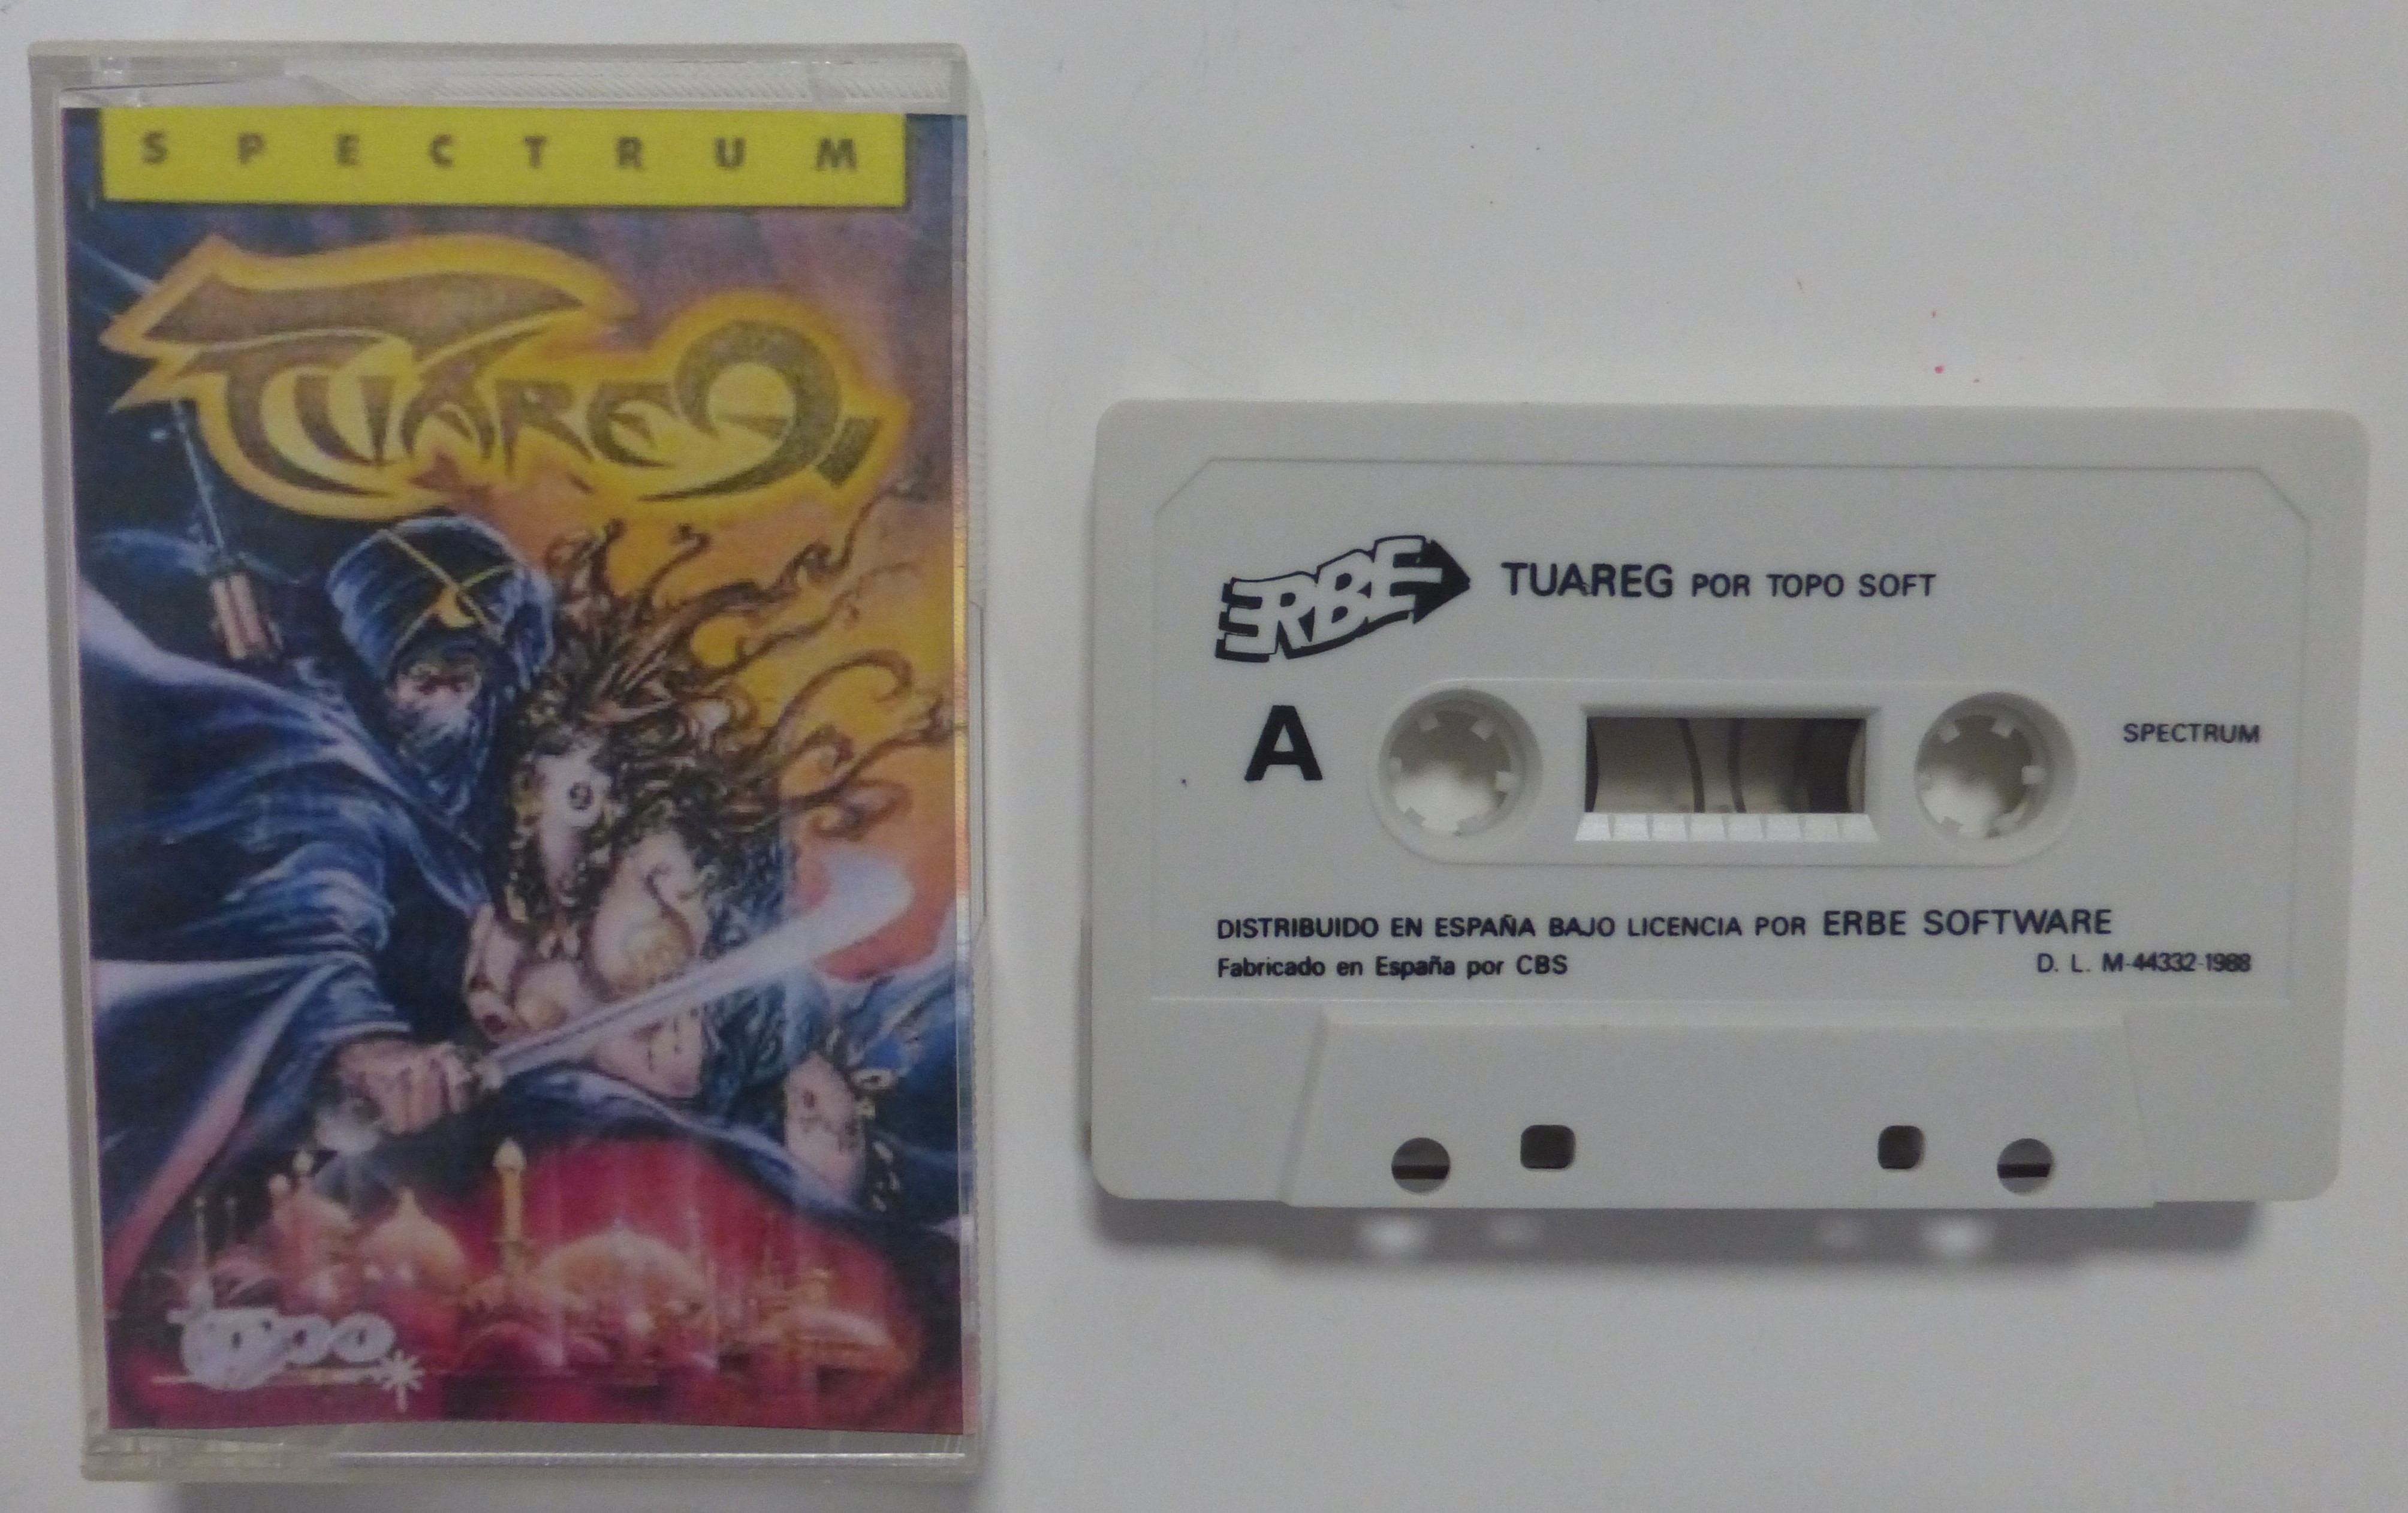 SPECTRUM
TUAREG
topo
ERBE
TUAREG POR TOPO SOFT
A
SPECTRUM
DISTRIBUIDO EN ESPAÑA BAJO LICENCIA POR ERBE SOFTWARE
Fabricado en España por CBS
D. L. M-44332-1988